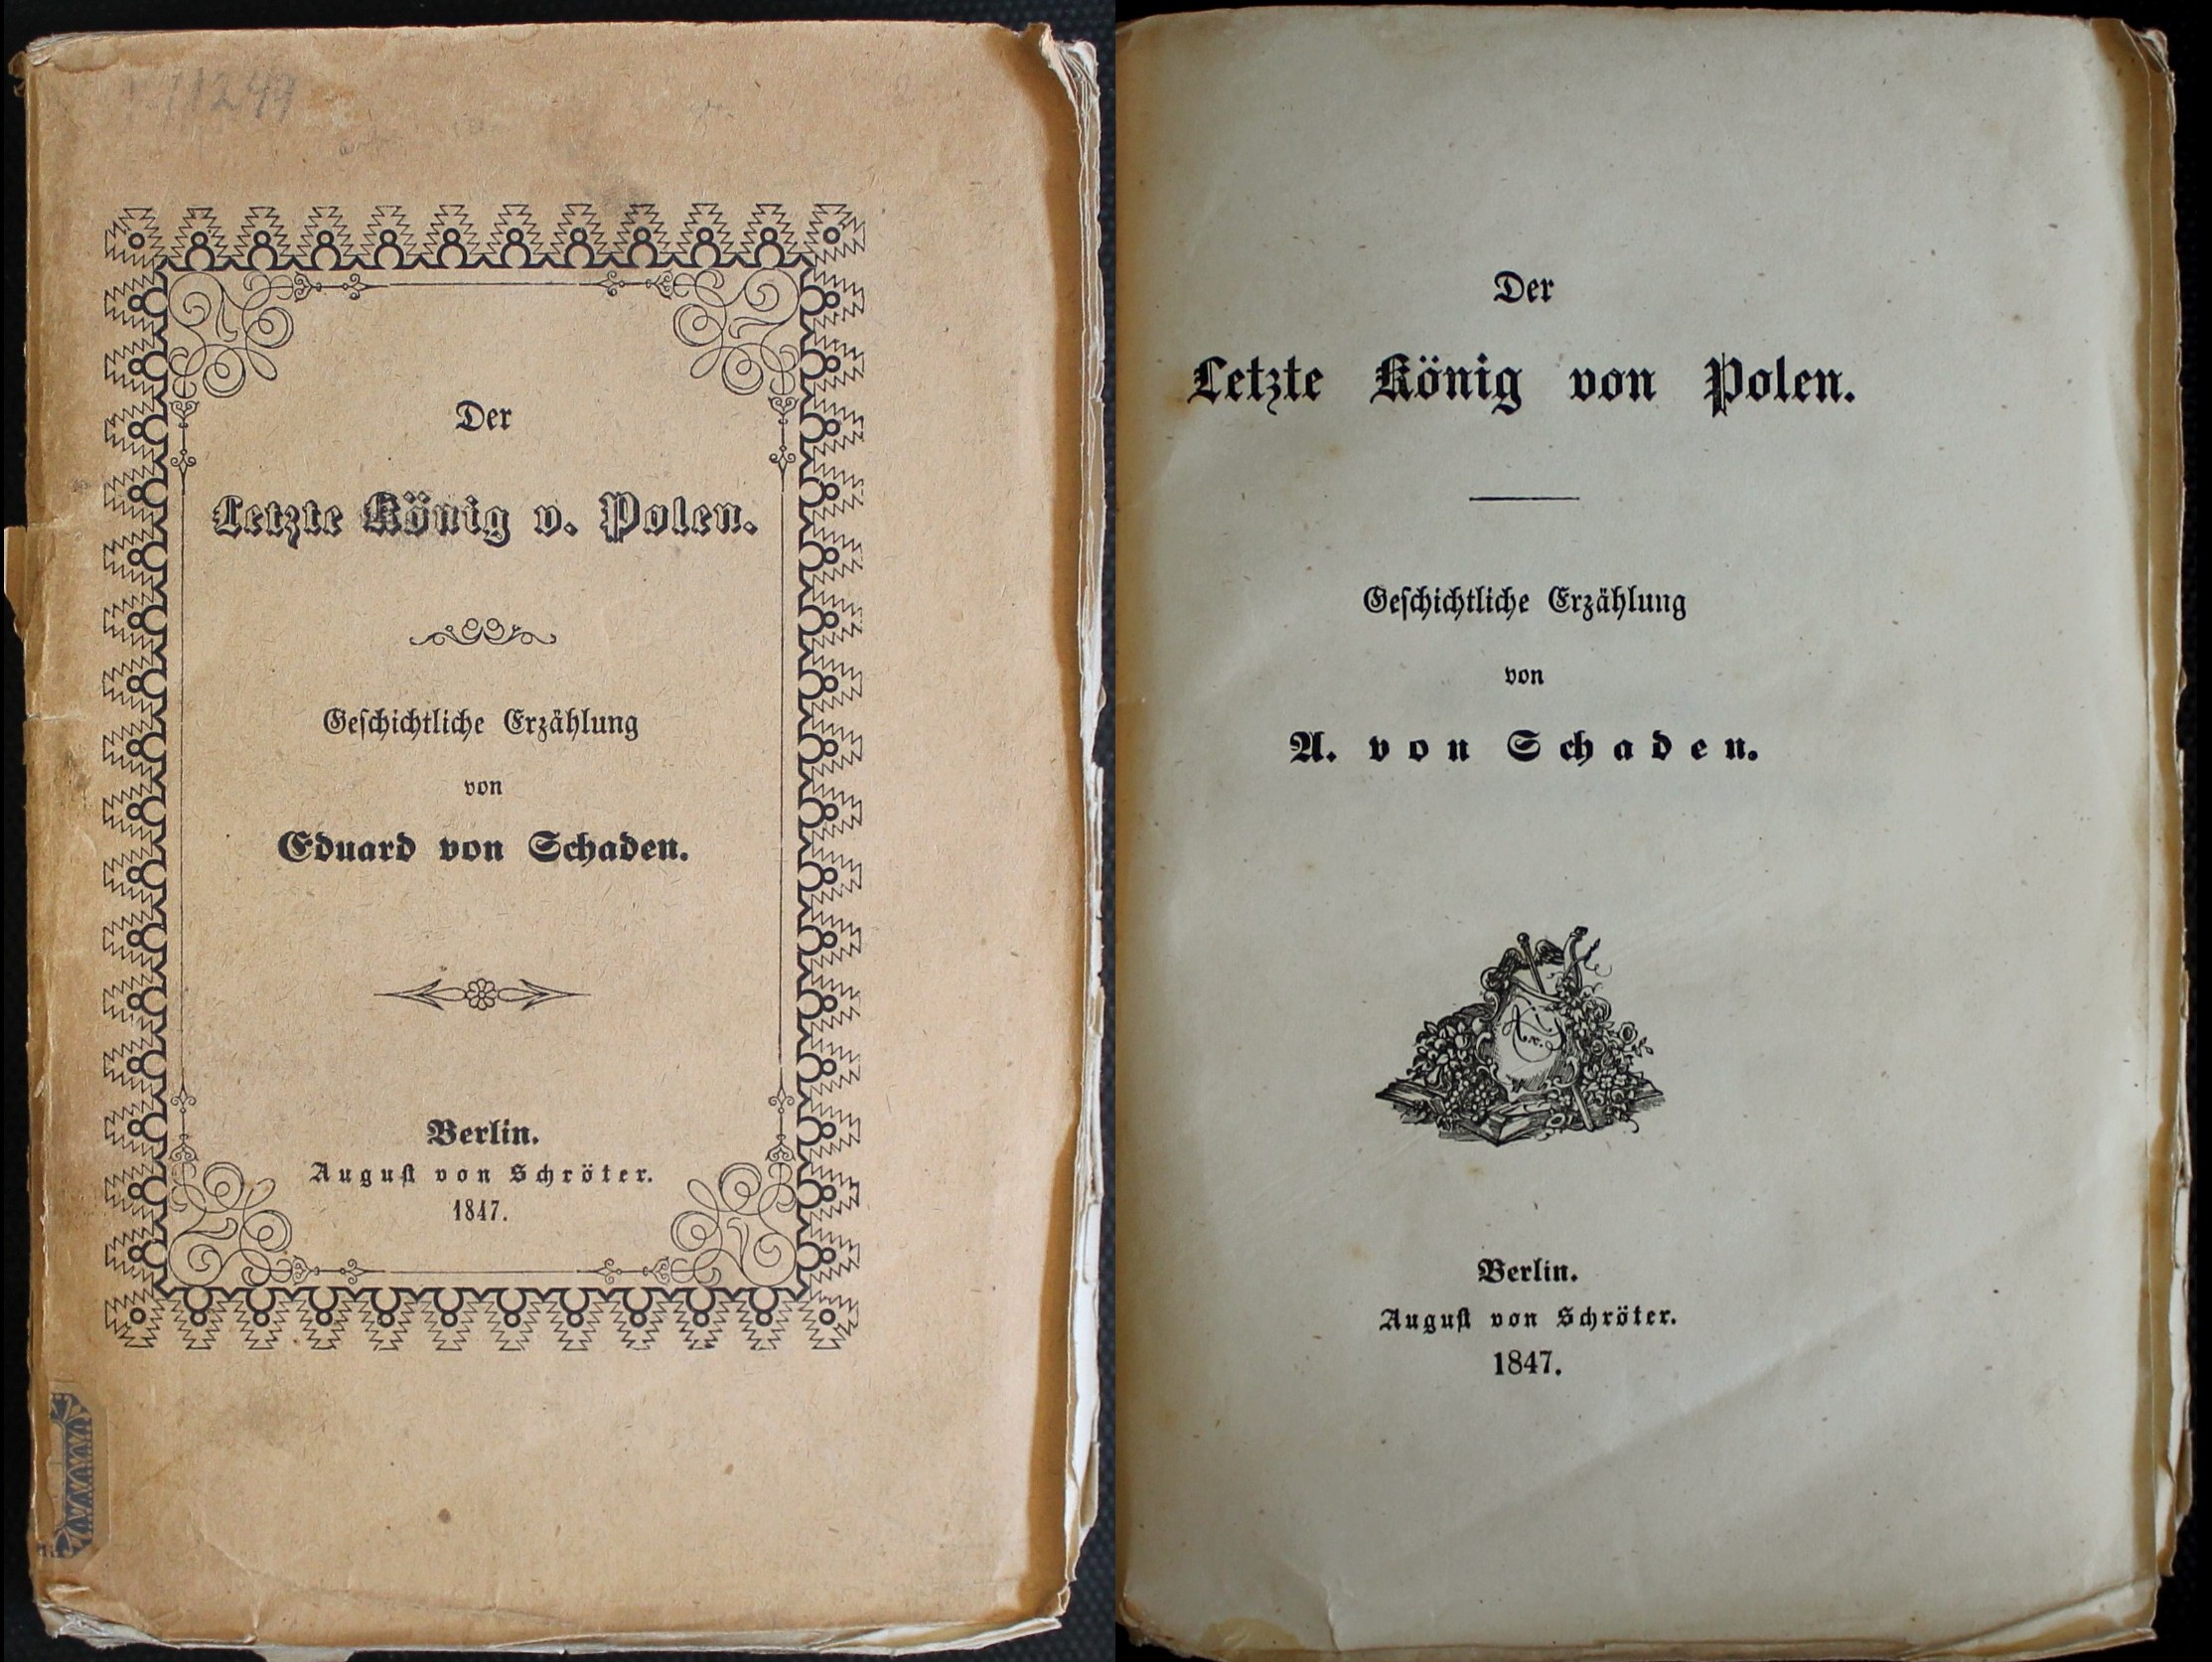 11249
Der
Letzte König v. Polen.
Geſchichtliche Erzählung
von
Eduard von Schaden.
Berlin.
Auguſt von Schröter.
1847.
Der
Letzte König von Polen.
Geſchichtliche Erzählung
von
A. von Schaden.
Berlin.
Auguſt von Schröter.
1847.